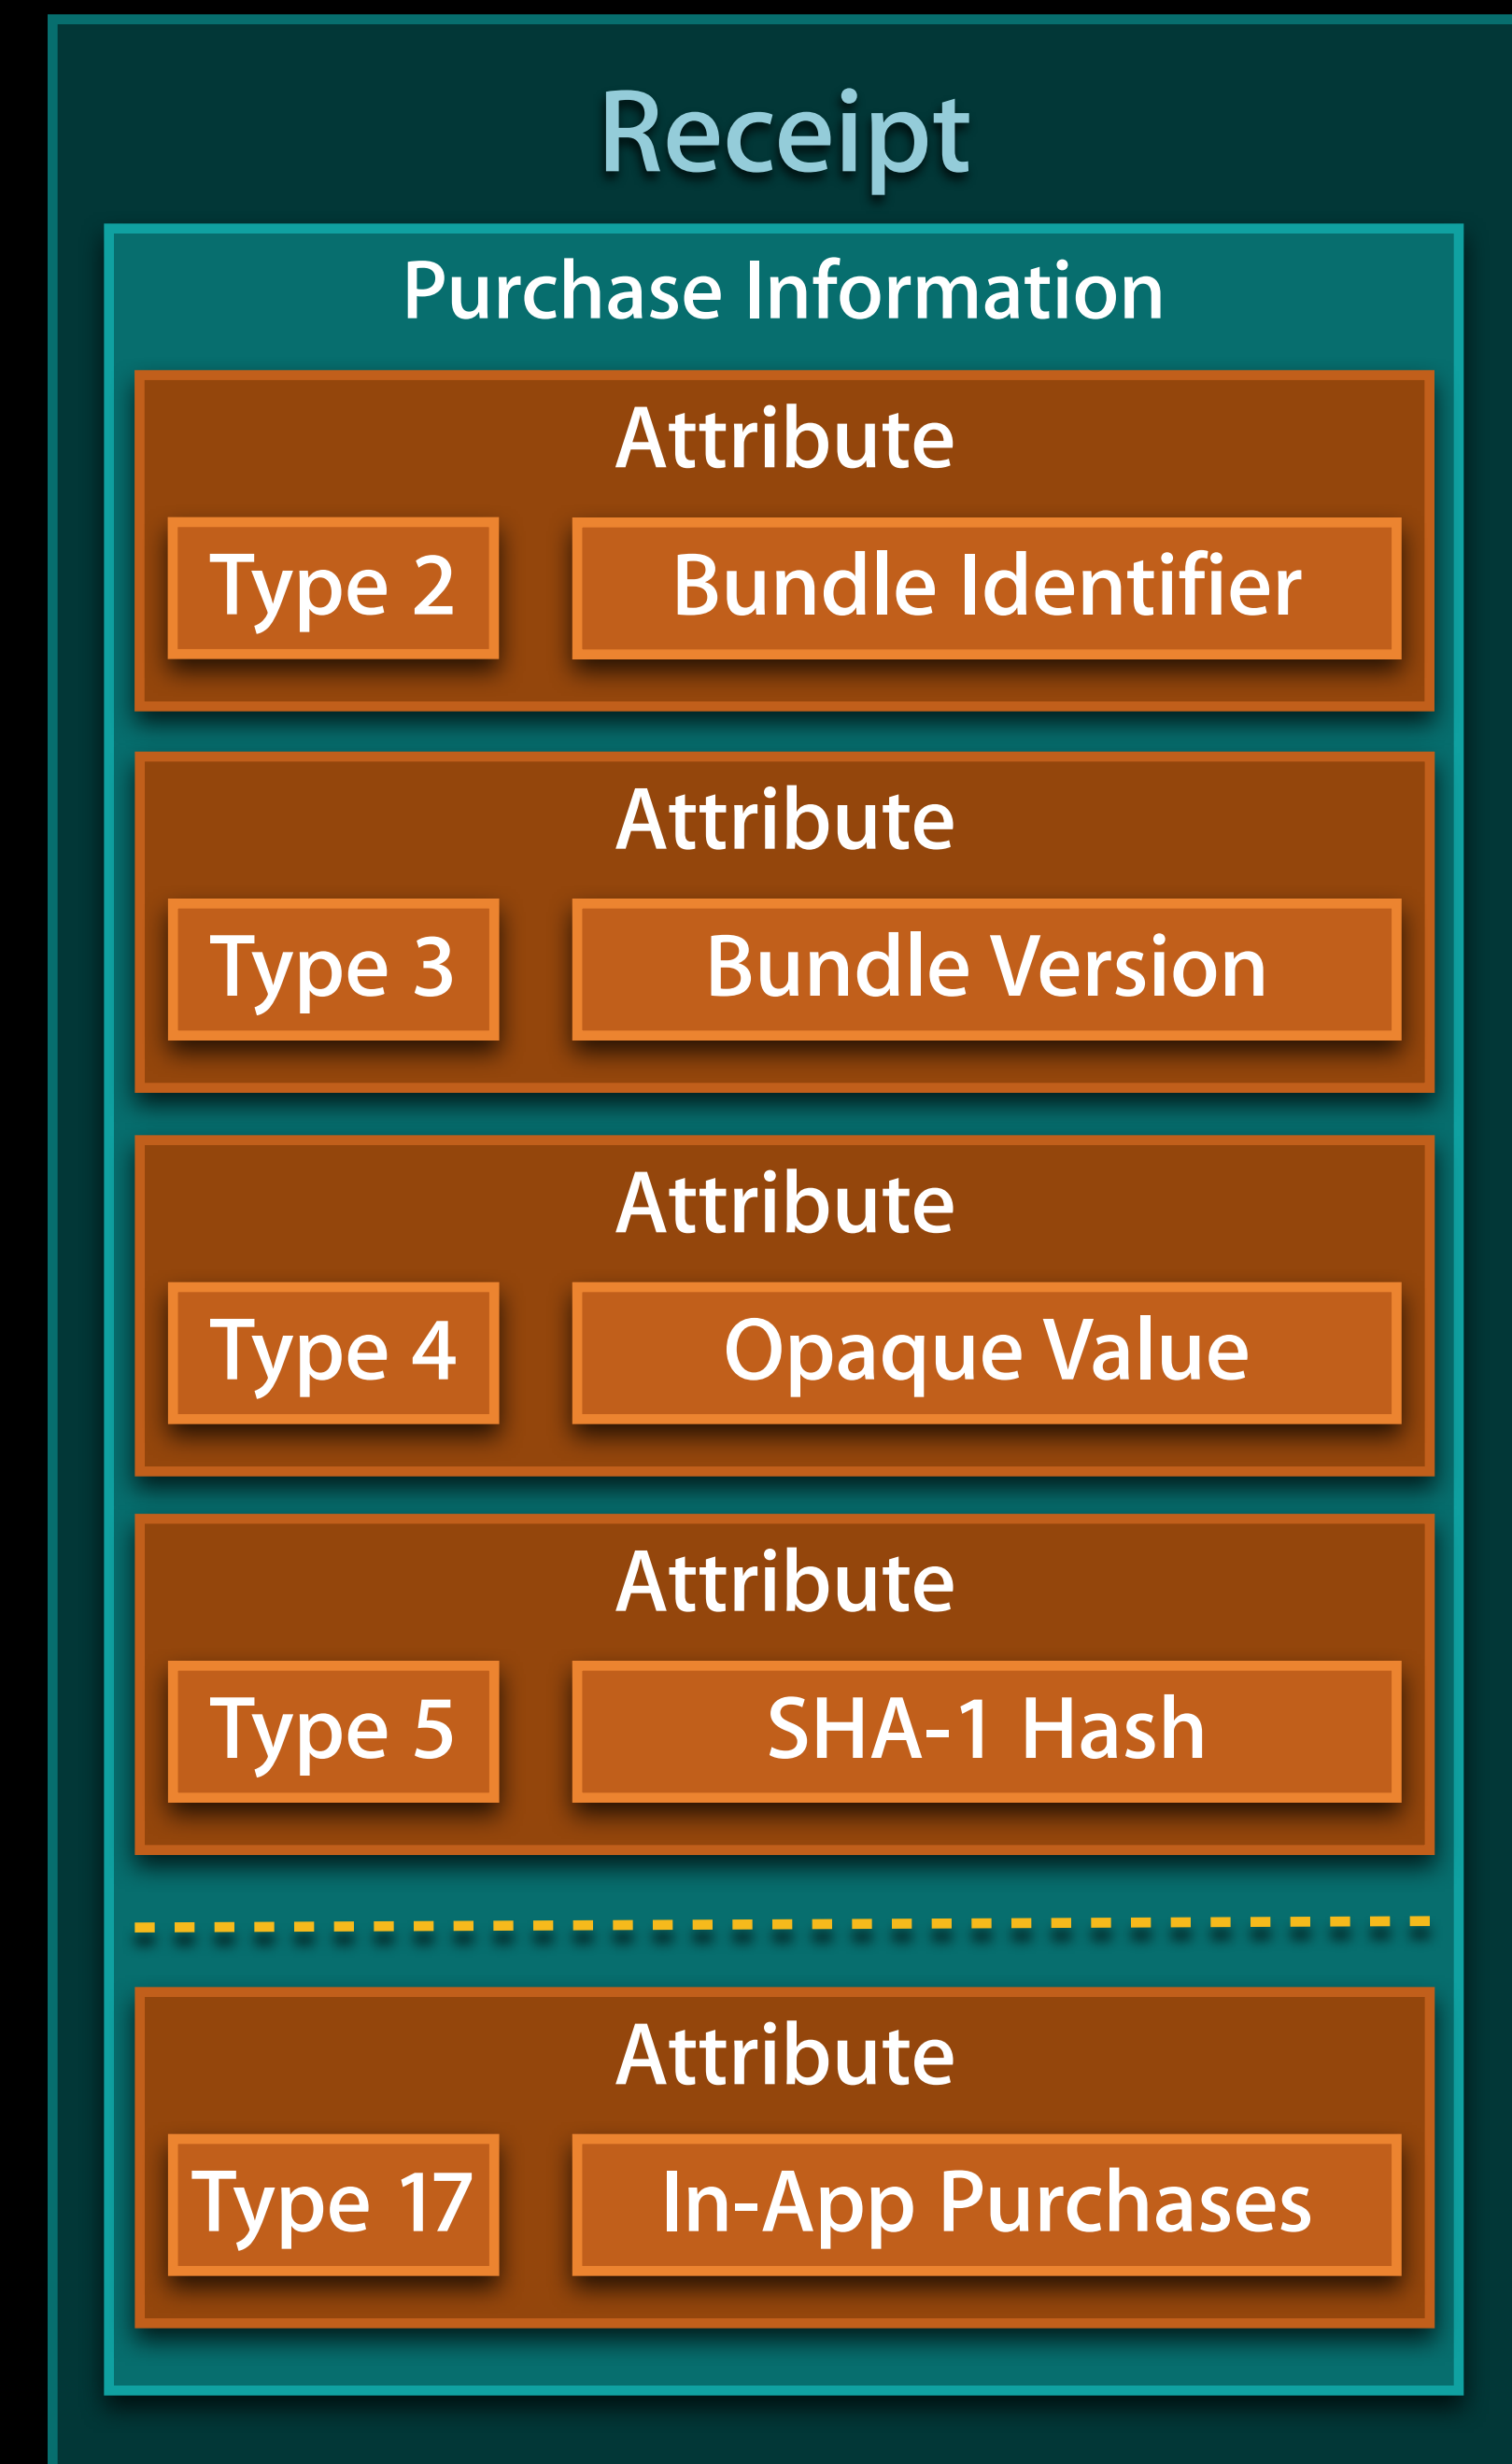 Receipt
Purchase Information
Attribute
Type 2 Bundle Identifier
Attribute
Type 3 Bundle Version
Attribute
Type 4 Opaque Value
Attribute
Type 5 SHA-1 Hash
Attribute
Type 17 In-App Purchases